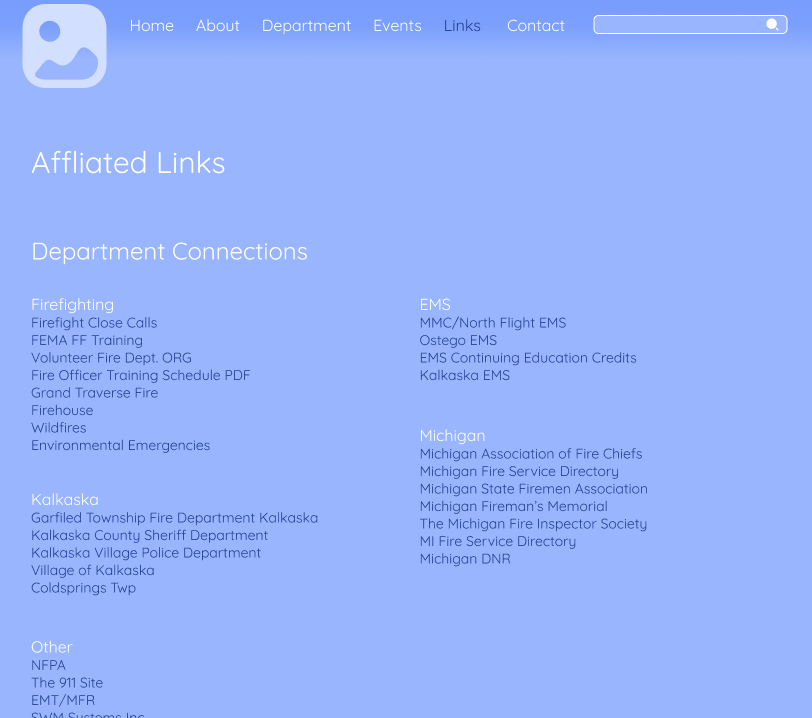 Home About Department Events Links Contact
Affliated Links
Department Connections
Firefighting
Firefight Close Calls
FEMA FF Training
Volunteer Fire Dept. ORG
Fire Officer Training Schedule PDF
Grand Traverse Fire
Firehouse
Wildfires
Environmental Emergencies
Kalkaska
Garfiled Township Fire Department Kalkaska
Kalkaska County Sheriff Department
Kalkaska Village Police Department
Village of Kalkaska
Coldsprings Twp
Other
NFPA
The 911 Site
EMT/MFR
SWM Systems Inc
EMS
MMC/North Flight EMS
Ostego EMS
EMS Continuing Education Credits
Kalkaska EMS
Michigan
Michigan Association of Fire Chiefs
Michigan Fire Service Directory
Michigan State Firemen Association
Michigan Fireman's Memorial
The Michigan Fire Inspector Society
MI Fire Service Directory
Michigan DNR